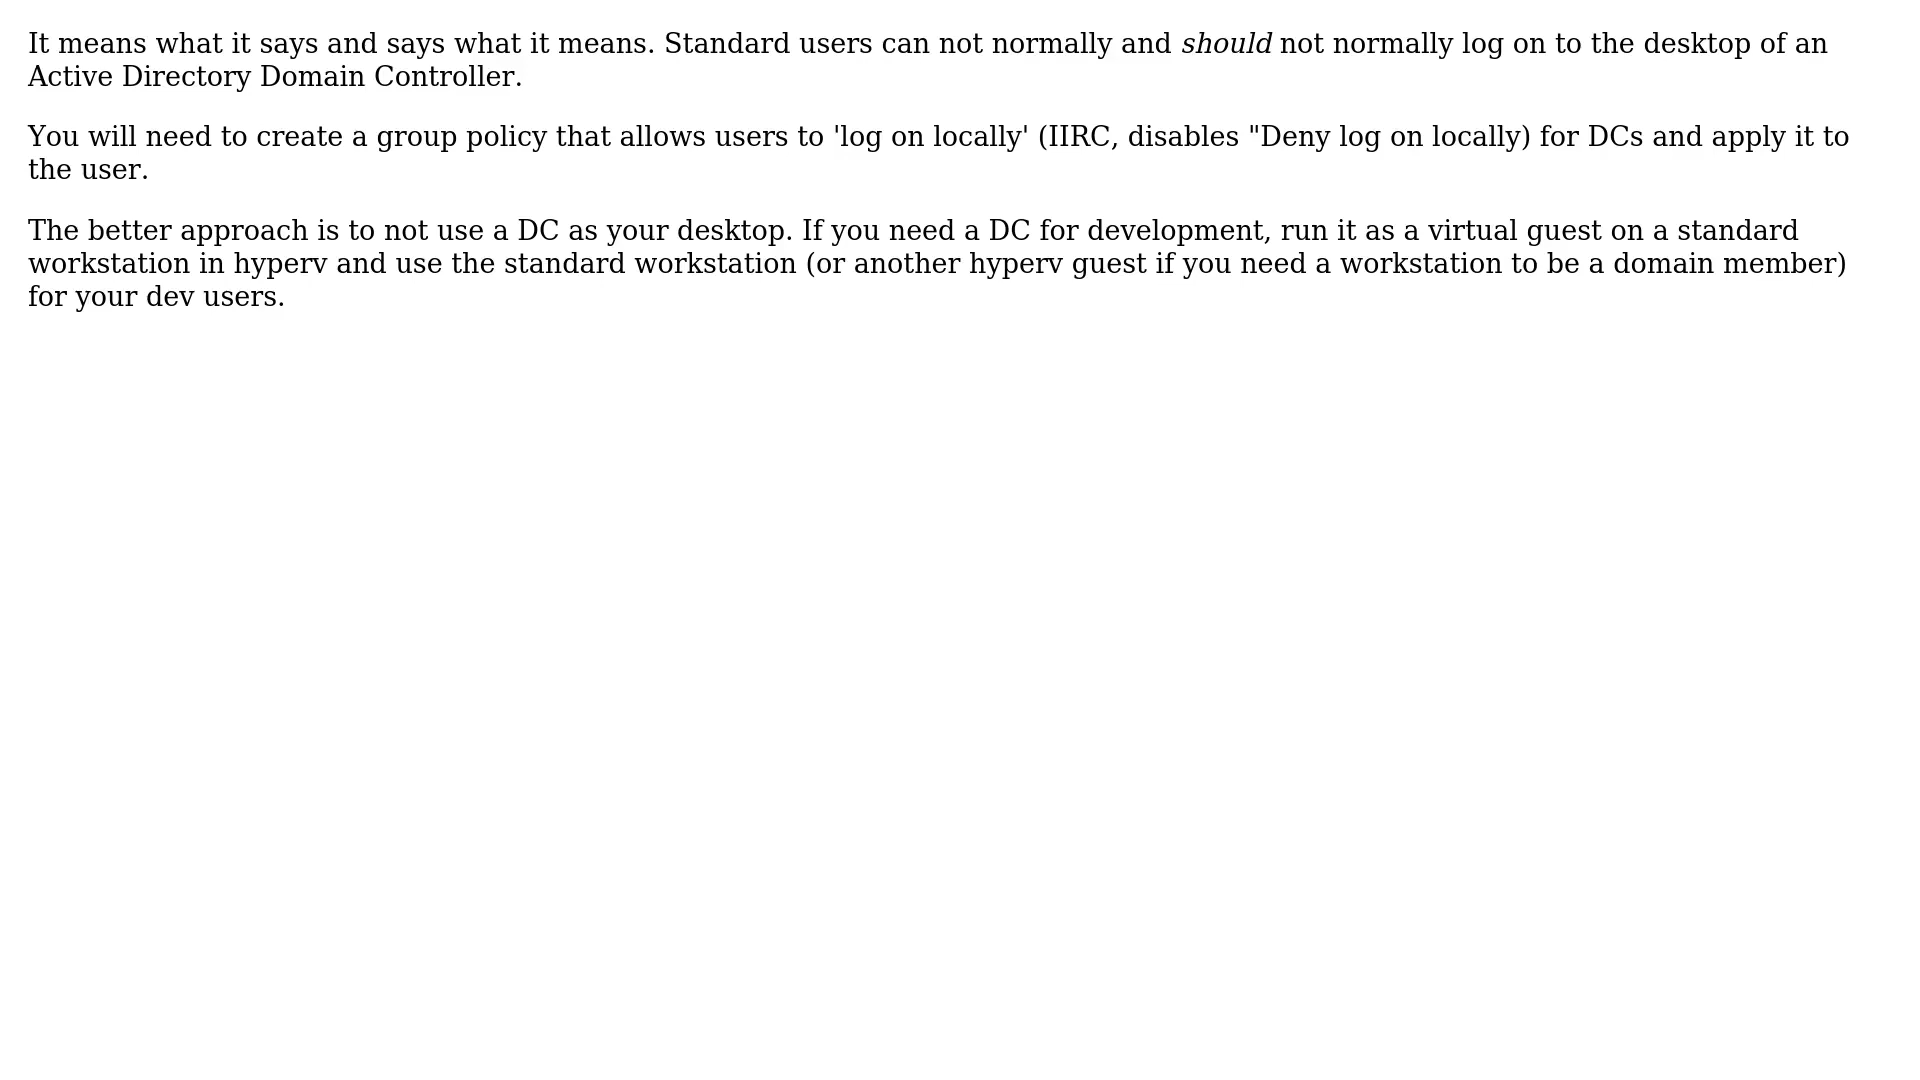 It means what it says and says what it means. Standard users can not normally and should not normally log on to the desktop of an
Active Directory Domain Controller.
You will need to create a group policy that allows users to 'log on locally' (IIRC, disables "Deny log on locally) for DCs and apply it to
the user.
The better approach is to not use a DC as your desktop. If you need a DC for development, run it as a virtual guest on a standard
workstation in hyperv and use the standard workstation (or another hyperv guest if you need a workstation to be a domain member)
for your dev users.